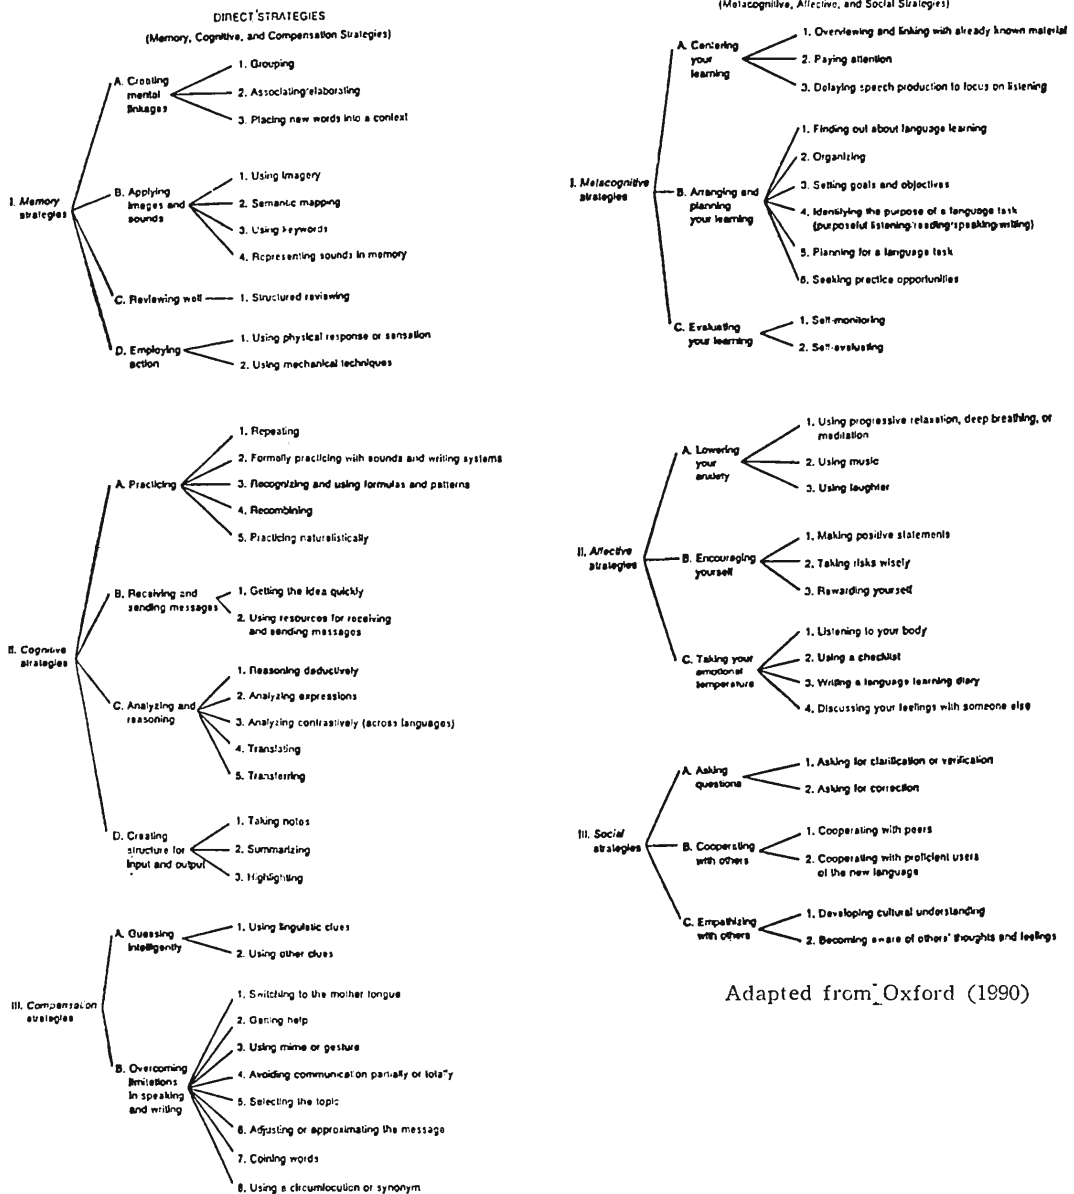 DIRECT STRATEGIES
(Memory, Cognitive, and Compensation Strategies)
I. Memory
strategies
A. Creating
mental
linkages
1. Grouping
2. Associating/elaborating
3. Placing new words into a context
B. Applying
images and
sounds
1. Using imagery
2. Semantic mapping
3. Using keywords
4. Representing sounds in memory
C. Reviewing well
1. Structured reviewing
D. Employing
action
1. Using physical response or sensation
2. Using mechanical techniques
II. Cognitive
strategies
A. Practicing
1. Repeating
2. Formally practicing with sounds and writing systems
3. Recognizing and using formulas and patterns
4. Recombining
5. Practicing naturalistically
B. Receiving and
sending messages
1. Getting the idea quickly
2. Using resources for receiving
and sending messages
C. Analyzing and
reasoning
1. Reasoning deductively
2. Analyzing expressions
3. Analyzing contrastively (across languages)
4. Translating
5. Transferring
D. Creating
structure for
input and output
1. Taking notes
2. Summarizing
3. Highlighting
III. Compensation
strategies
A. Guessing
intelligently
1. Using linguistic clues
2. Using other clues
B. Overcoming
limitations
in speaking
and writing
1. Switching to the mother tongue
2. Getting help
3. Using mime or gesture
4. Avoiding communication partially or totally
5. Selecting the topic
6. Adjusting or approximating the message
7. Coining words
8. Using a circumlocution or synonym
(Metacognitive, Affective, and Social Strategies)
I. Metacognitive
strategies
A. Centering
your
learning
1. Overviewing and linking with already known material
2. Paying attention
3. Delaying speech production to focus on listening
B. Arranging and
planning
your learning
1. Finding out about language learning
2. Organizing
3. Setting goals and objectives
4. Identifying the purpose of a language task
(purposeful listening/reading/speaking/writing)
5. Planning for a language task
6. Seeking practice opportunities
C. Evaluating
your learning
1. Self-monitoring
2. Self-evaluating
II. Affective
strategies
A. Lowering
your
anxiety
1. Using progressive relaxation, deep breathing, or
meditation
2. Using music
3. Using laughter
B. Encouraging
yourself
1. Making positive statements
2. Taking risks wisely
3. Rewarding yourself
C. Taking your
emotional
temperature
1. Listening to your body
2. Using a checklist
3. Writing a language learning diary
4. Discussing your feelings with someone else
III. Social
strategies
A. Asking
questions
1. Asking for clarification or verification
2. Asking for correction
B. Cooperating
with others
1. Cooperating with peers
2. Cooperating with proficient users
of the new language
C. Empathizing
with others
1. Developing cultural understanding
2. Becoming aware of others' thoughts and feelings
Adapted from Oxford (1990)